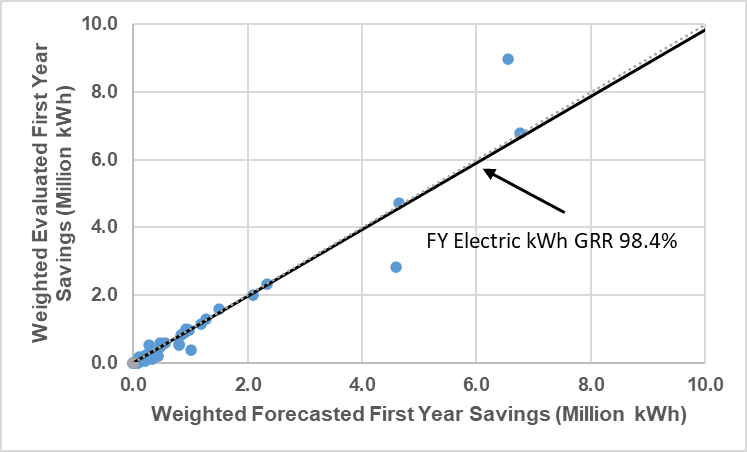 Weighted Evaluated First Year
Savings (Million kWh)
10.0
8.0
6.0
4.0
2.0
0.0
FY Electric kWh GRR 98.4%
0.0 2.0 4.0 6.0 8.0 10.0
Weighted Forecasted First Year Savings (Million kWh)